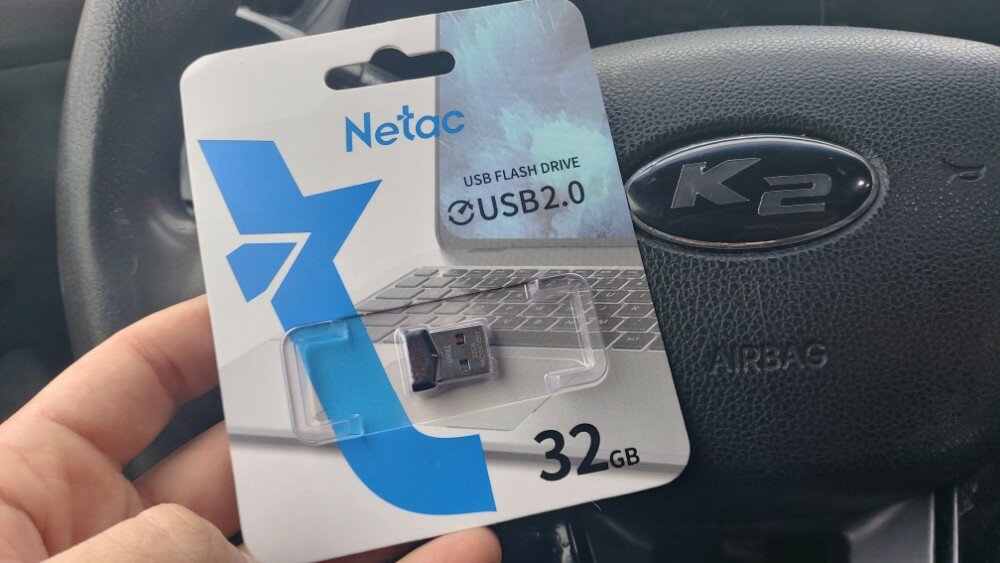 Netac
USB FLASH DRIVE
USB2.0
32GB
K2
AIRBAG